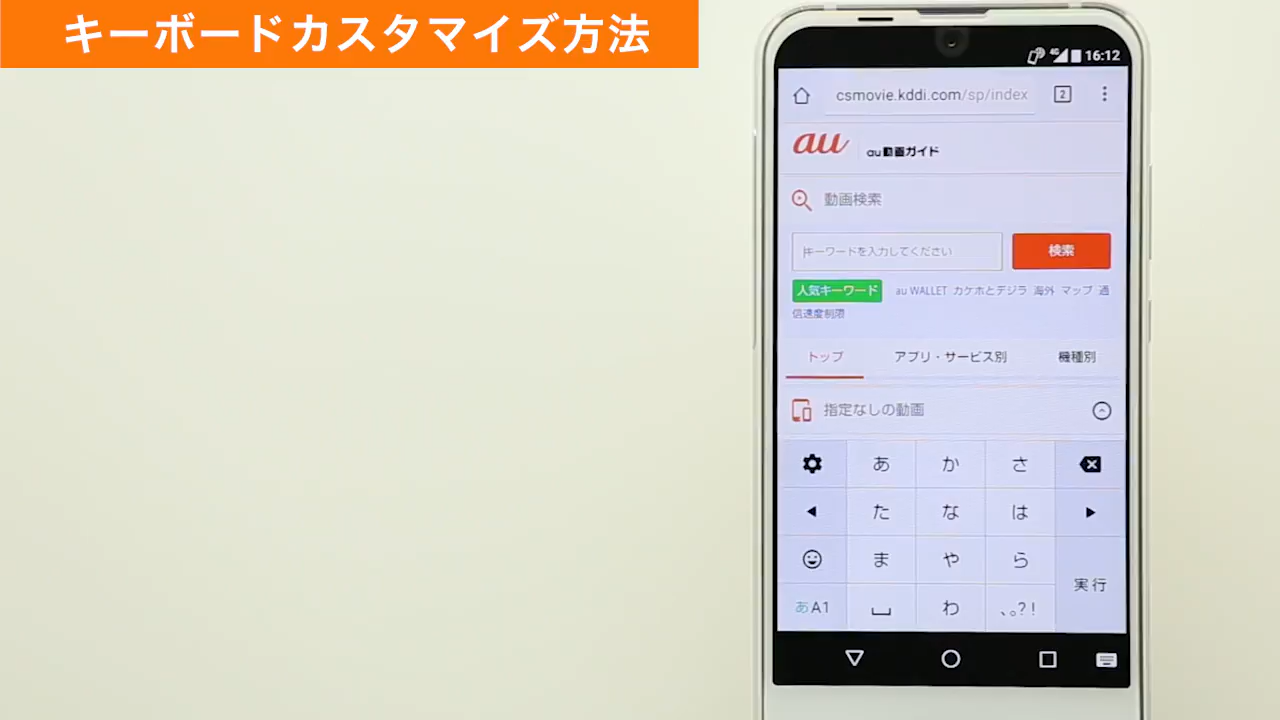 キーボードカスタマイズ方法
4G 16:12
csmovie.kddi.com/sp/index 2
au au動画ガイド
動画検索
キーワードを入力してください 検索
人気キーワード au WALLET カケホとデジラ 海外 マップ 通
信速度制限
トップ アプリ・サービス別 機種別
指定なしの動画
あ か さ
た な は
ま や ら
実行
あA1 わ 、。?!